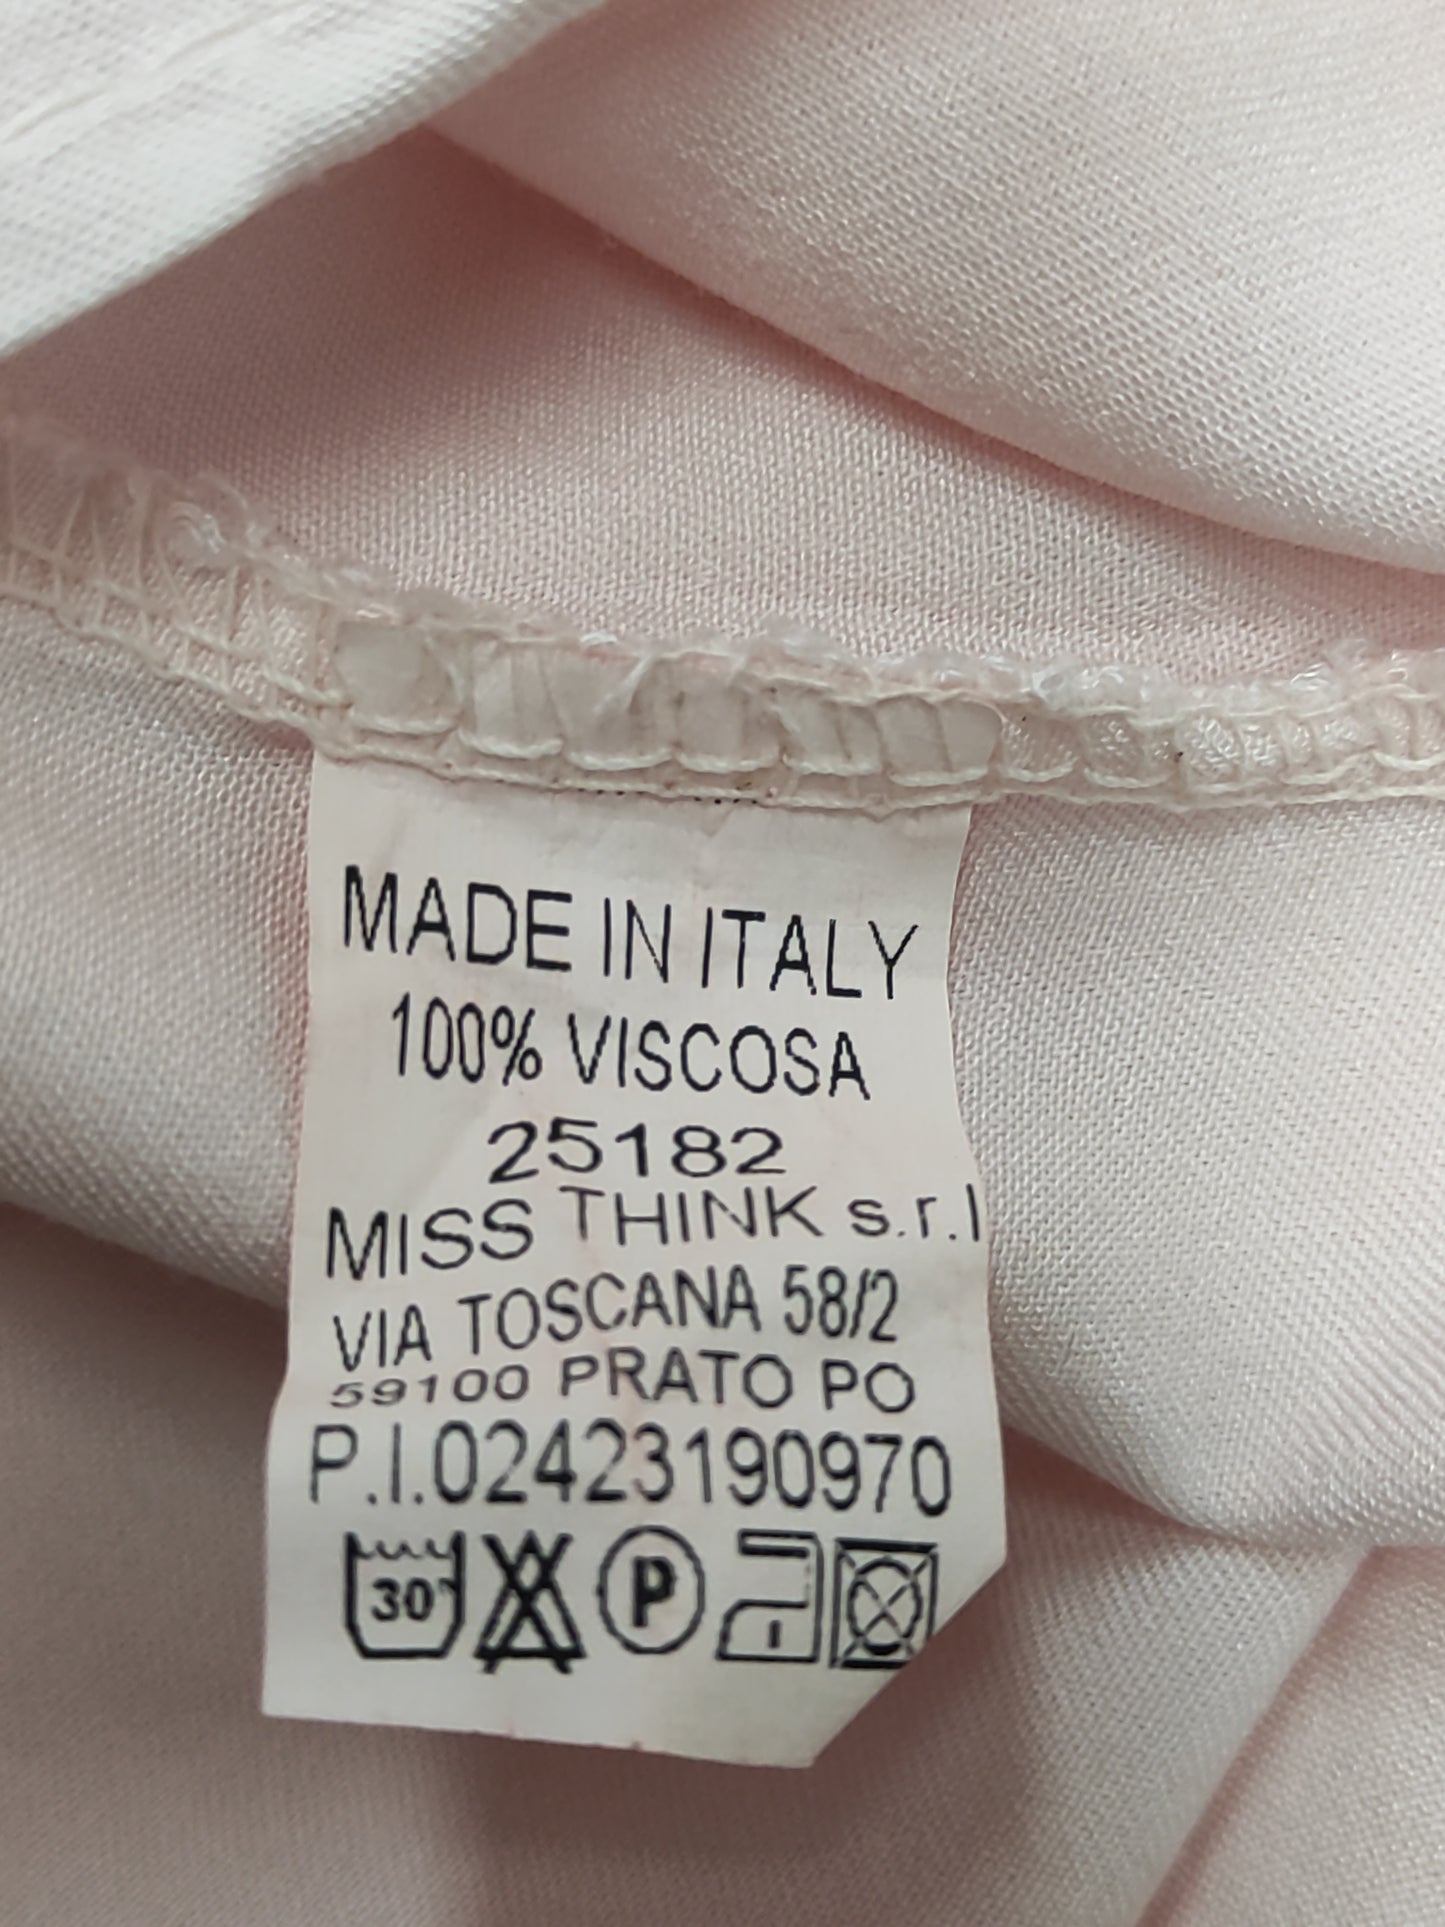 MADE IN ITALY
100% VISCOSA
25182
MISS THINK s.r.l
VIA TOSCANA 58/2
59100 PRATO PO
P.I.02423190970
30° P